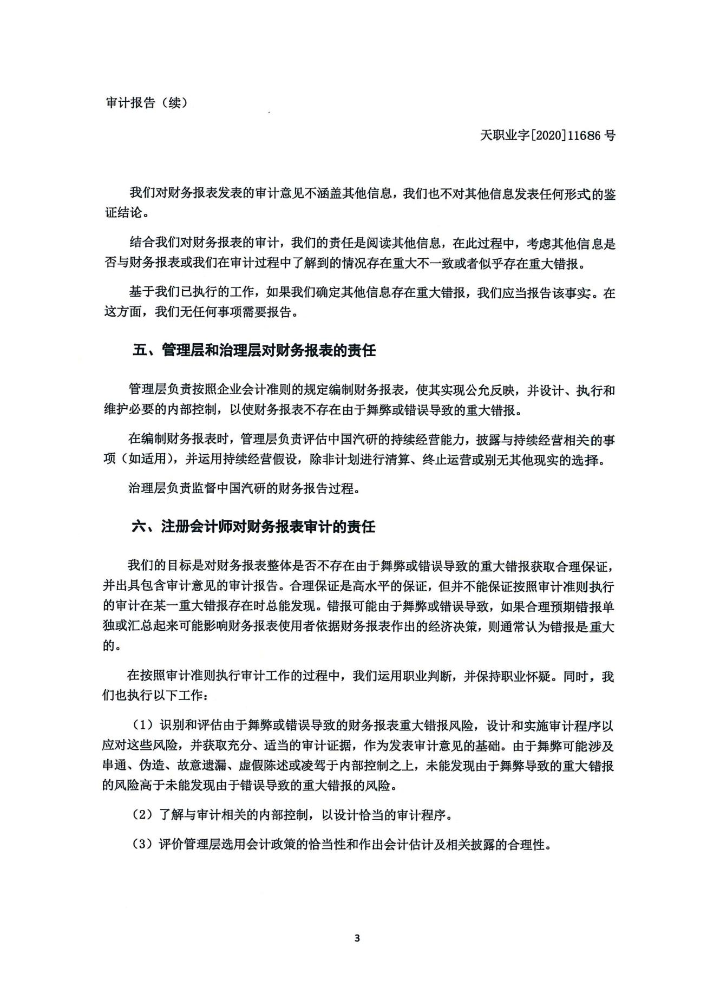 审计报告（续）
天职业字[2020]11686 号
我们对财务报表发表的审计意见不涵盖其他信息，我们也不对其他信息发表任何形式的鉴
证结论。
结合我们对财务报表的审计，我们的责任是阅读其他信息，在此过程中，考虑其他信息是
否与财务报表或我们在审计过程中了解到的情况存在重大不一致或者似乎存在重大错报。
基于我们已执行的工作，如果我们确定其他信息存在重大错报，我们应当报告该事实。在
这方面，我们无任何事项需要报告。
五、管理层和治理层对财务报表的责任
管理层负责按照企业会计准则的规定编制财务报表，使其实现公允反映，并设计、执行和
维护必要的内部控制，以使财务报表不存在由于舞弊或错误导致的重大错报。
在编制财务报表时，管理层负责评估中国汽研的持续经营能力，披露与持续经营相关的事
项（如适用），并运用持续经营假设，除非计划进行清算、终止运营或别无其他现实的选择。
治理层负责监督中国汽研的财务报告过程。
六、注册会计师对财务报表审计的责任
我们的目标是对财务报表整体是否不存在由于舞弊或错误导致的重大错报获取合理保证，
并出具包含审计意见的审计报告。合理保证是高水平的保证，但并不能保证按照审计准则执行
的审计在某一重大错报存在时总能发现。错报可能由于舞弊或错误导致，如果合理预期错报单
独或汇总起来可能影响财务报表使用者依据财务报表作出的经济决策，则通常认为错报是重大
的。
在按照审计准则执行审计工作的过程中，我们运用职业判断，并保持职业怀疑。同时，我
们也执行以下工作：
（1）识别和评估由于舞弊或错误导致的财务报表重大错报风险，设计和实施审计程序以
应对这些风险，并获取充分、适当的审计证据，作为发表审计意见的基础。由于舞弊可能涉及
串通、伪造、故意遗漏、虚假陈述或凌驾于内部控制之上，未能发现由于舞弊导致的重大错报
的风险高于未能发现由于错误导致的重大错报的风险。
（2）了解与审计相关的内部控制，以设计恰当的审计程序。
（3）评价管理层选用会计政策的恰当性和作出会计估计及相关披露的合理性。
3